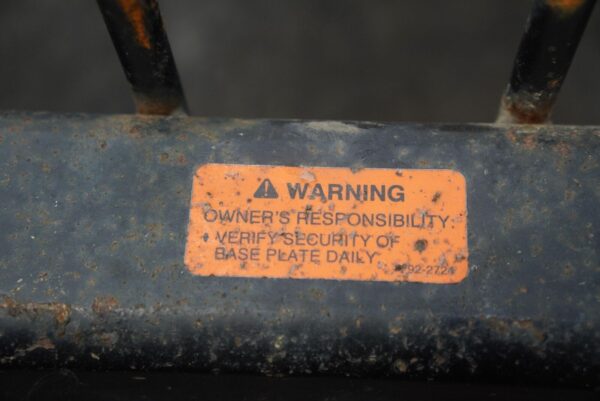 WARNING
OWNER'S RESPONSIBILITY
VERIFY SECURITY OF
BASE PLATE DAILY